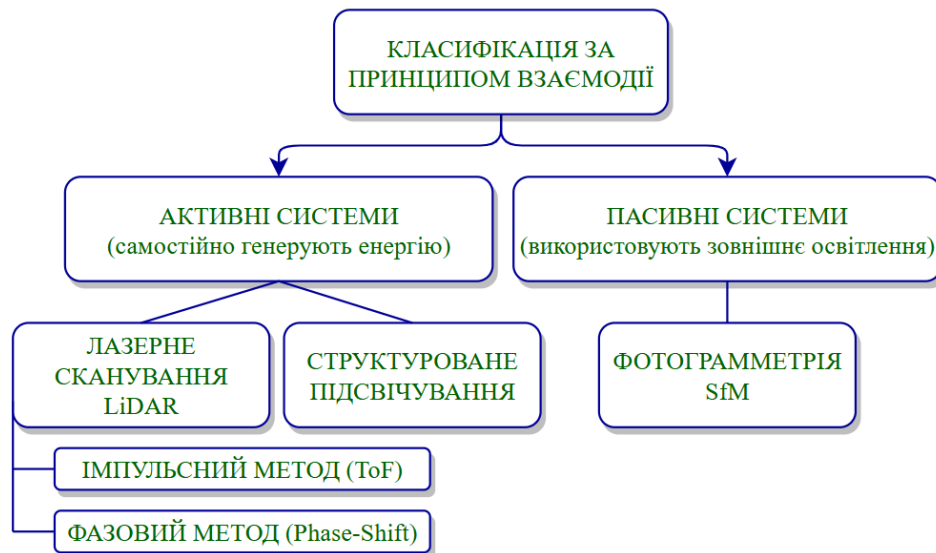 КЛАСИФІКАЦІЯ ЗА
ПРИНЦИПОМ ВЗАЄМОДІЇ
АКТИВНІ СИСТЕМИ
(самостійно генерують енергію)
ПАСИВНІ СИСТЕМИ
(використовують зовнішнє освітлення)
ЛАЗЕРНЕ
СКАНУВАННЯ
LiDAR
СТРУКТУРОВАНЕ
ПІДСВІЧУВАННЯ
ФОТОГРАММЕТРІЯ
SfM
ІМПУЛЬСНИЙ МЕТОД (ToF)
ФАЗОВИЙ МЕТОД (Phase-Shift)